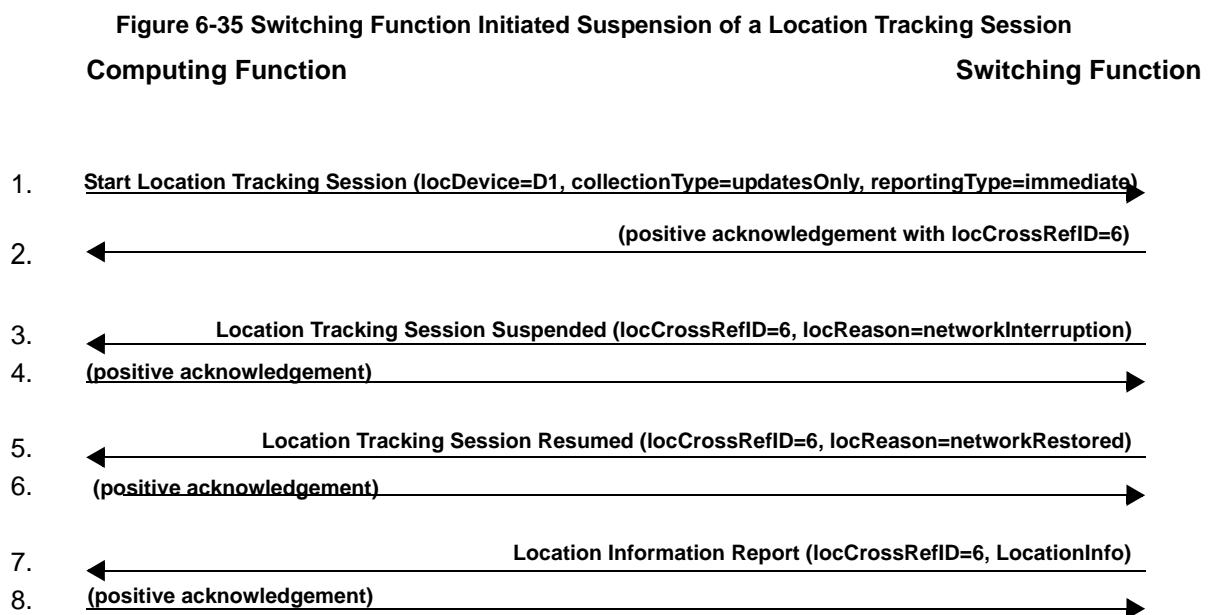 Figure 6-35 Switching Function Initiated Suspension of a Location Tracking Session
Computing Function Switching Function
1. Start Location Tracking Session (locDevice=D1, collectionType=updatesOnly, reportingType=immediate)
2. (positive acknowledgement with locCrossRefID=6)
3. Location Tracking Session Suspended (locCrossRefID=6, locReason=networkInterruption)
4. (positive acknowledgement)
5. Location Tracking Session Resumed (locCrossRefID=6, locReason=networkRestored)
6. (positive acknowledgement)
7. Location Information Report (locCrossRefID=6, LocationInfo)
8. (positive acknowledgement)